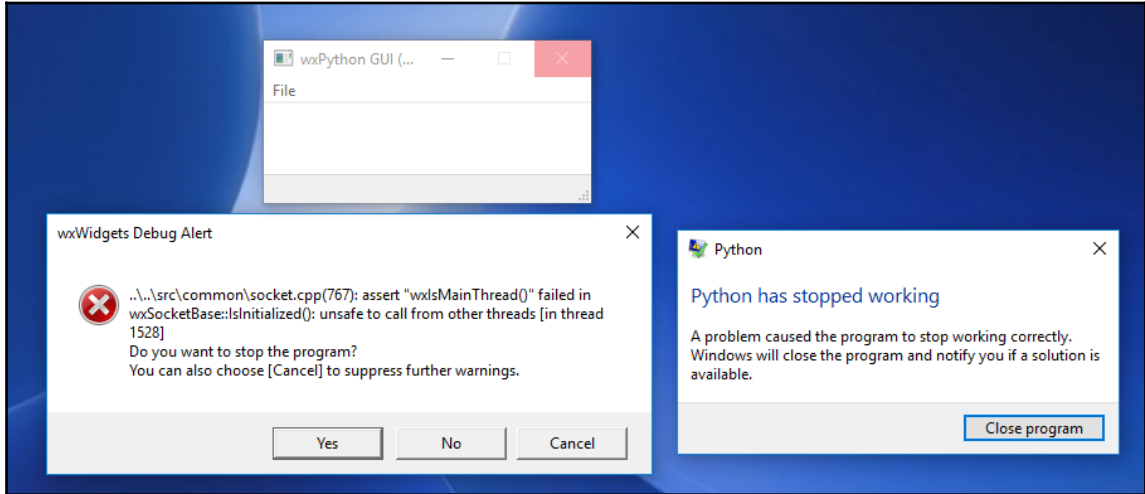 wxPython GUI (...
File
wxWidgets Debug Alert
..\..\src\common\socket.cpp(767): assert "wxIsMainThread()" failed in
wxSocketBase::IsInitialized(): unsafe to call from other threads [in thread
1528]
Do you want to stop the program?
You can also choose [Cancel] to suppress further warnings.
Yes No Cancel
Python
Python has stopped working
A problem caused the program to stop working correctly.
Windows will close the program and notify you if a solution is
available.
Close program